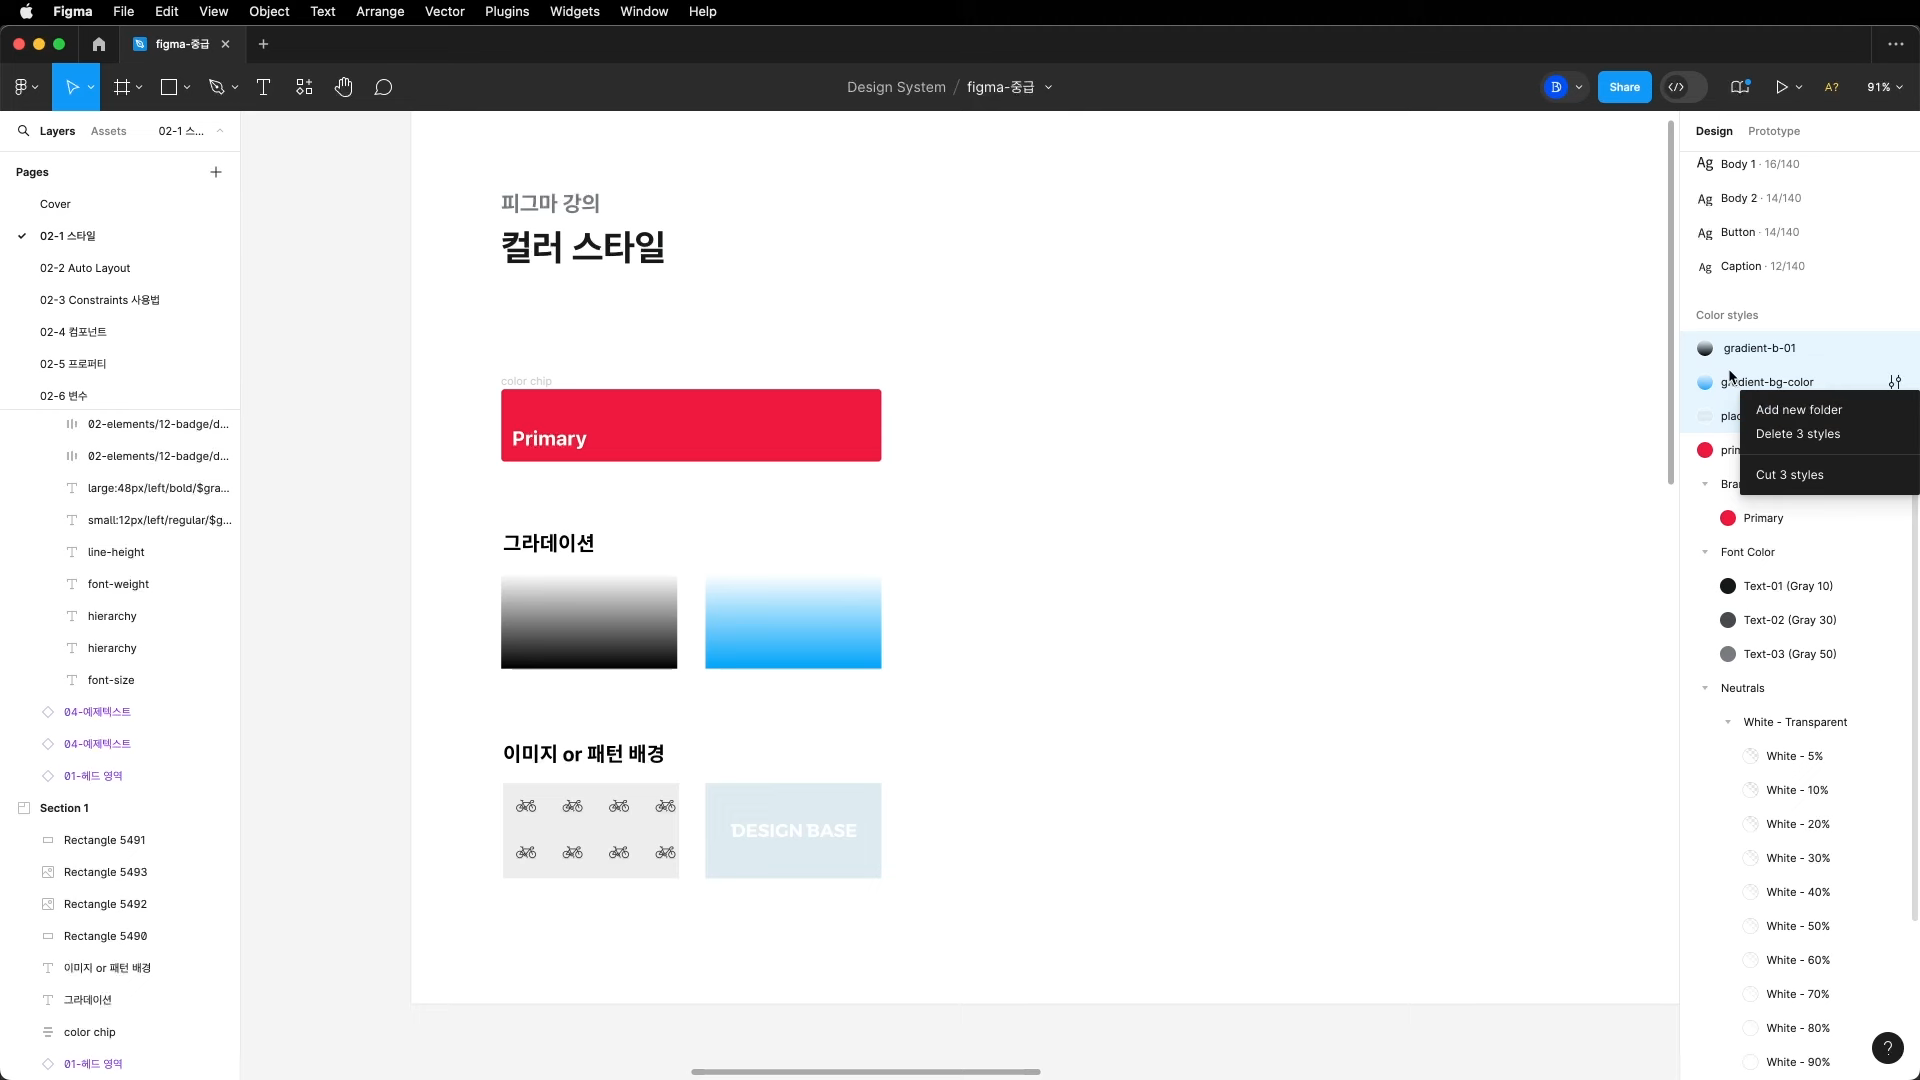 Figma File Edit View Object Text Arrange Vector Plugins Widgets Window Help
figma-중급
Design System / figma-중급
Share
A?
91%
Layers Assets 02-1 스...
Pages
Cover
02-1 스타일
02-2 Auto Layout
02-3 Constraints 사용법
02-4 컴포넌트
02-5 프로퍼티
02-6 변수
02-elements/12-badge/d...
02-elements/12-badge/d...
large:48px/left/bold/$gra...
small:12px/left/regular/$g...
line-height
font-weight
hierarchy
hierarchy
font-size
04-예제텍스트
04-예제텍스트
01-헤드 영역
Section 1
Rectangle 5491
Rectangle 5493
Rectangle 5492
Rectangle 5490
이미지 or 패턴 배경
그라데이션
color chip
01-헤드 영역
피그마 강의
컬러 스타일
color chip
Primary
그라데이션
이미지 or 패턴 배경
DESIGN BASE
Design Prototype
Ag Body 1 · 16/140
Ag Body 2 · 14/140
Ag Button · 14/140
Ag Caption · 12/140
Color styles
gradient-b-01
gradient-bg-color
Add new folder
Delete 3 styles
Cut 3 styles
Primary
Font Color
Text-01 (Gray 10)
Text-02 (Gray 30)
Text-03 (Gray 50)
Neutrals
White - Transparent
White - 5%
White - 10%
White - 20%
White - 30%
White - 40%
White - 50%
White - 60%
White - 70%
White - 80%
White - 90%
?